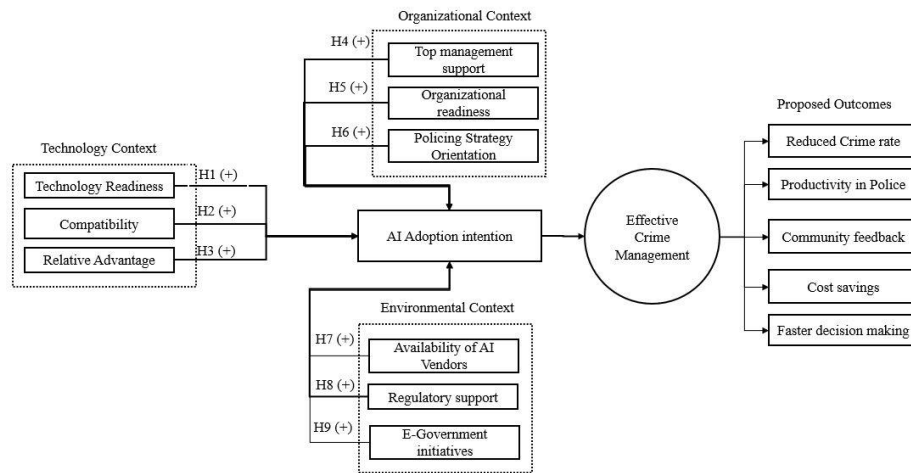 Organizational Context
H4 (+)
Top management
support
H5 (+)
Organizational
readiness
H6 (+)
Policing Strategy
Orientation
Technology Context
H1 (+)
Technology Readiness
H2 (+)
Compatibility
H3 (+)
Relative Advantage
AI Adoption intention
Effective
Crime
Management
Proposed Outcomes
Reduced Crime rate
Productivity in Police
Community feedback
Cost savings
Faster decision making
Environmental Context
H7 (+)
Availability of AI
Vendors
H8 (+)
Regulatory support
H9 (+)
E-Government
initiatives